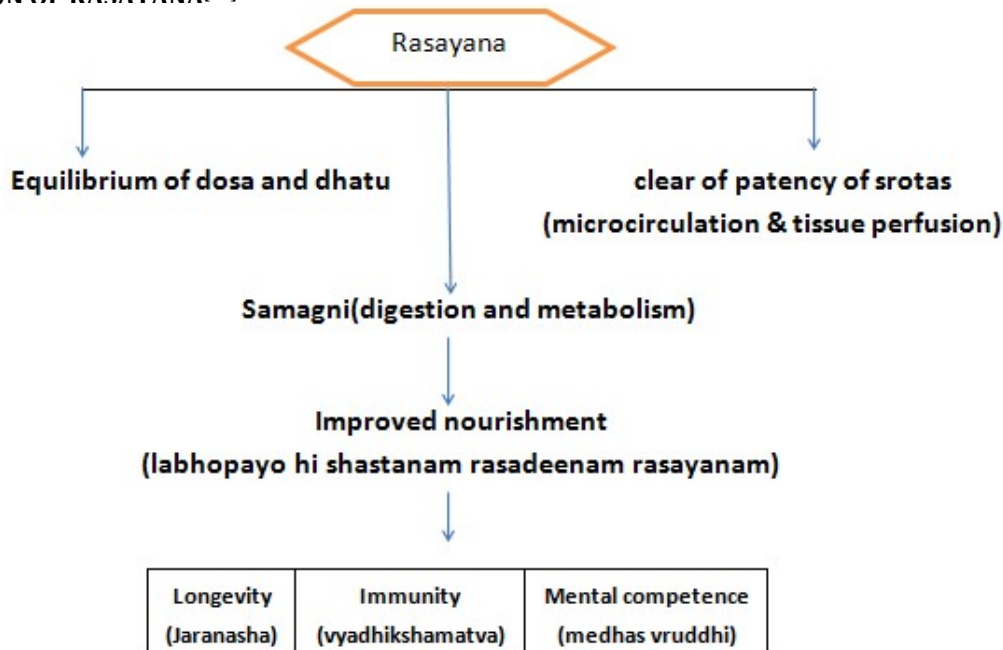 RASAYANA
Rasayana
Equilibrium of dosa and dhatu
clear of patency of srotas
(microcirculation & tissue perfusion)
Samagni(digestion and metabolism)
Improved nourishment
(labhopayo hi shastanam rasadeenam rasayanam)
Longevity
(Jaranasha)
Immunity
(vyadhikshamatva)
Mental competence
(medhas vruddhi)